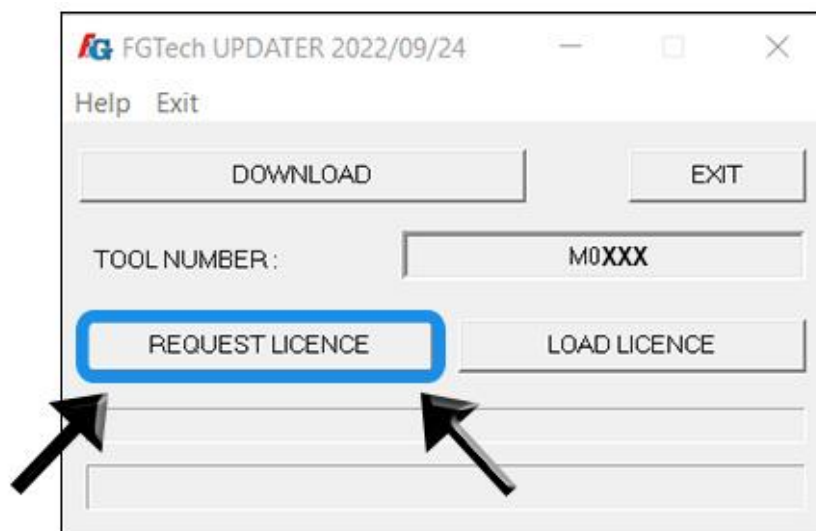 FG FGTech UPDATER 2022/09/24
Help Exit
DOWNLOAD EXIT
TOOL NUMBER : M0XXX
REQUEST LICENCE LOAD LICENCE